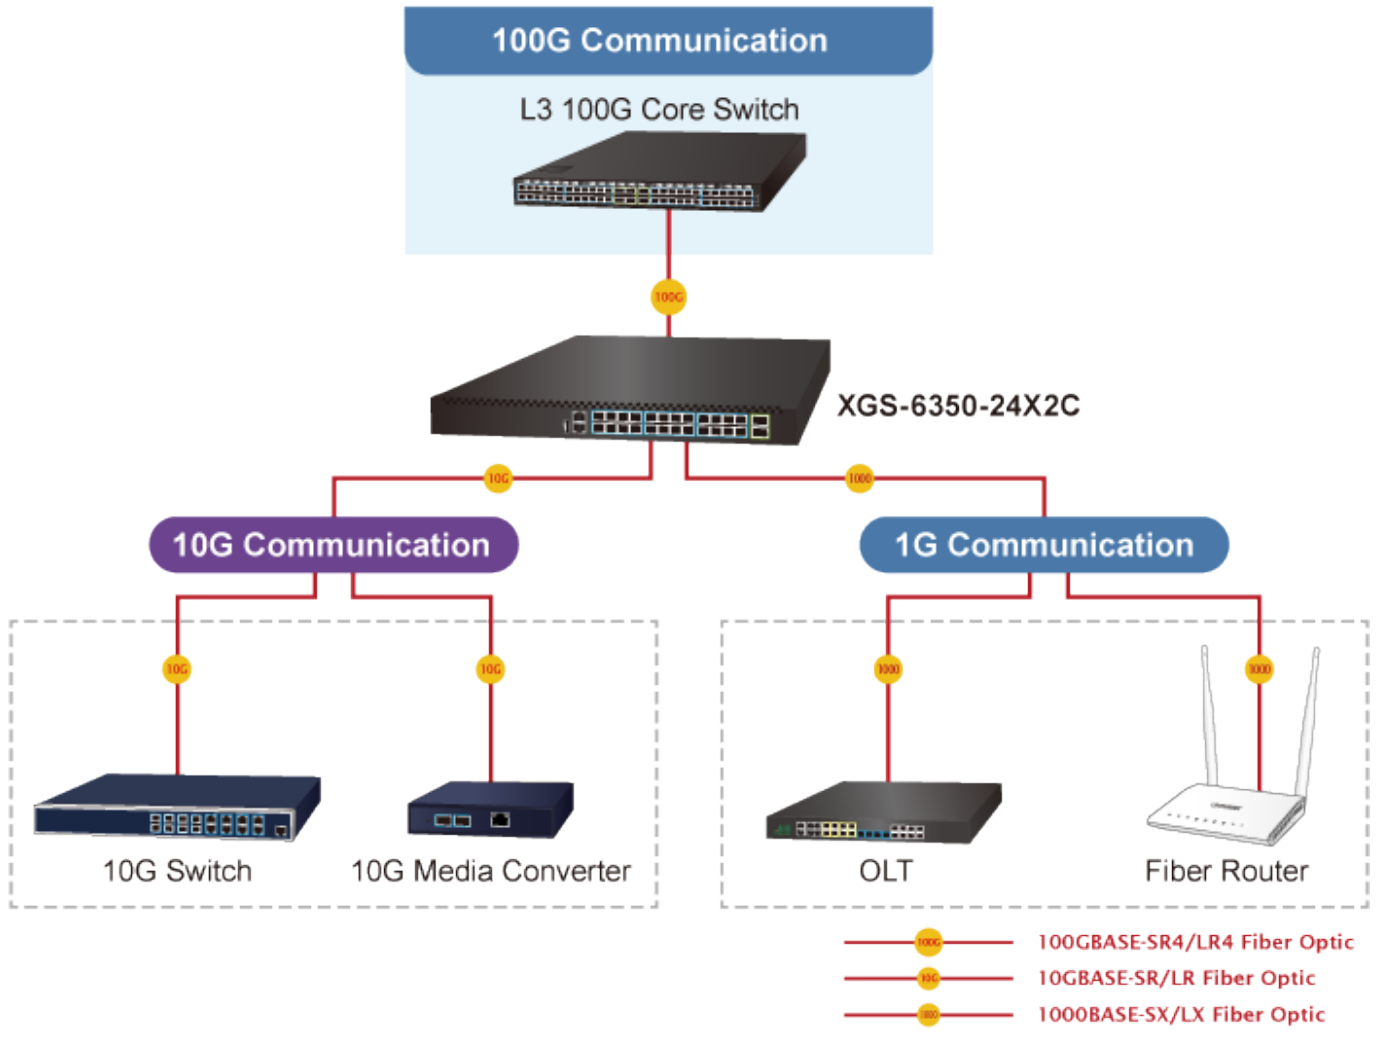 100G Communication
L3 100G Core Switch
100G
XGS-6350-24X2C
10G
1000
10G Communication
1G Communication
10G
10G
1000
1000
10G Switch
10G Media Converter
OLT
Fiber Router
100G
100GBASE-SR4/LR4 Fiber Optic
10G
10GBASE-SR/LR Fiber Optic
1000
1000BASE-SX/LX Fiber Optic